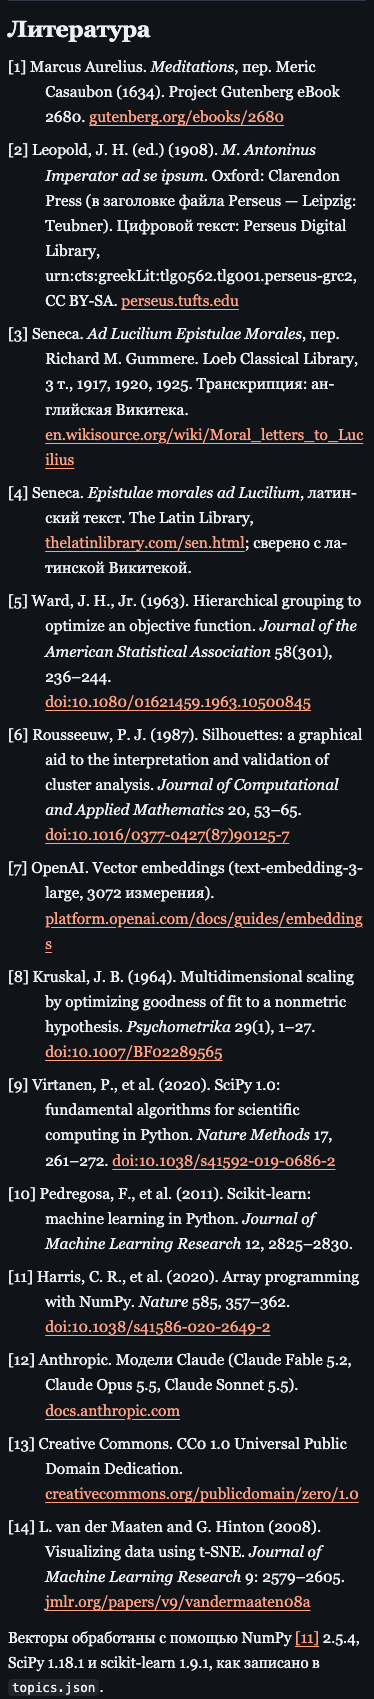 Литература
[1] Marcus Aurelius. Meditations, пер. Meric
Casaubon (1634). Project Gutenberg eBook
2680. gutenberg.org/ebooks/2680
[2] Leopold, J. H. (ed.) (1908). M. Antoninus
Imperator ad se ipsum. Oxford: Clarendon
Press (в заголовке файла Perseus — Leipzig:
Teubner). Цифровой текст: Perseus Digital
Library,
urn:cts:greekLit:tlg0562.tlg001.perseus-grc2,
CC BY-SA. perseus.tufts.edu
[3] Seneca. Ad Lucilium Epistulae Morales, пер.
Richard M. Gummere. Loeb Classical Library,
3 т., 1917, 1920, 1925. Транскрипция: ан-
глийская Викитека.
en.wikisource.org/wiki/Moral_letters_to_Luc
ilius
[4] Seneca. Epistulae morales ad Lucilium, латин-
ский текст. The Latin Library,
thelatinlibrary.com/sen.html; сверено с ла-
тинской Викитекой.
[5] Ward, J. H., Jr. (1963). Hierarchical grouping to
optimize an objective function. Journal of the
American Statistical Association 58(301),
236–244.
doi:10.1080/01621459.1963.10500845
[6] Rousseeuw, P. J. (1987). Silhouettes: a graphical
aid to the interpretation and validation of
cluster analysis. Journal of Computational
and Applied Mathematics 20, 53–65.
doi:10.1016/0377-0427(87)90125-7
[7] OpenAI. Vector embeddings (text-embedding-3-
large, 3072 измерения).
platform.openai.com/docs/guides/embedding
s
[8] Kruskal, J. B. (1964). Multidimensional scaling
by optimizing goodness of fit to a nonmetric
hypothesis. Psychometrika 29(1), 1–27.
doi:10.1007/BF02289565
[9] Virtanen, P., et al. (2020). SciPy 1.0:
fundamental algorithms for scientific
computing in Python. Nature Methods 17,
261–272. doi:10.1038/s41592-019-0686-2
[10] Pedregosa, F., et al. (2011). Scikit-learn:
machine learning in Python. Journal of
Machine Learning Research 12, 2825–2830.
[11] Harris, C. R., et al. (2020). Array programming
with NumPy. Nature 585, 357–362.
doi:10.1038/s41586-020-2649-2
[12] Anthropic. Модели Claude (Claude Fable 5.2,
Claude Opus 5.5, Claude Sonnet 5.5).
docs.anthropic.com
[13] Creative Commons. CC0 1.0 Universal Public
Domain Dedication.
creativecommons.org/publicdomain/zero/1.0
[14] L. van der Maaten and G. Hinton (2008).
Visualizing data using t-SNE. Journal of
Machine Learning Research 9: 2579–2605.
jmlr.org/papers/v9/vandermaaten08a
Векторы обработаны с помощью NumPy [11] 2.5.4,
SciPy 1.18.1 и scikit-learn 1.9.1, как записано в
topics.json.